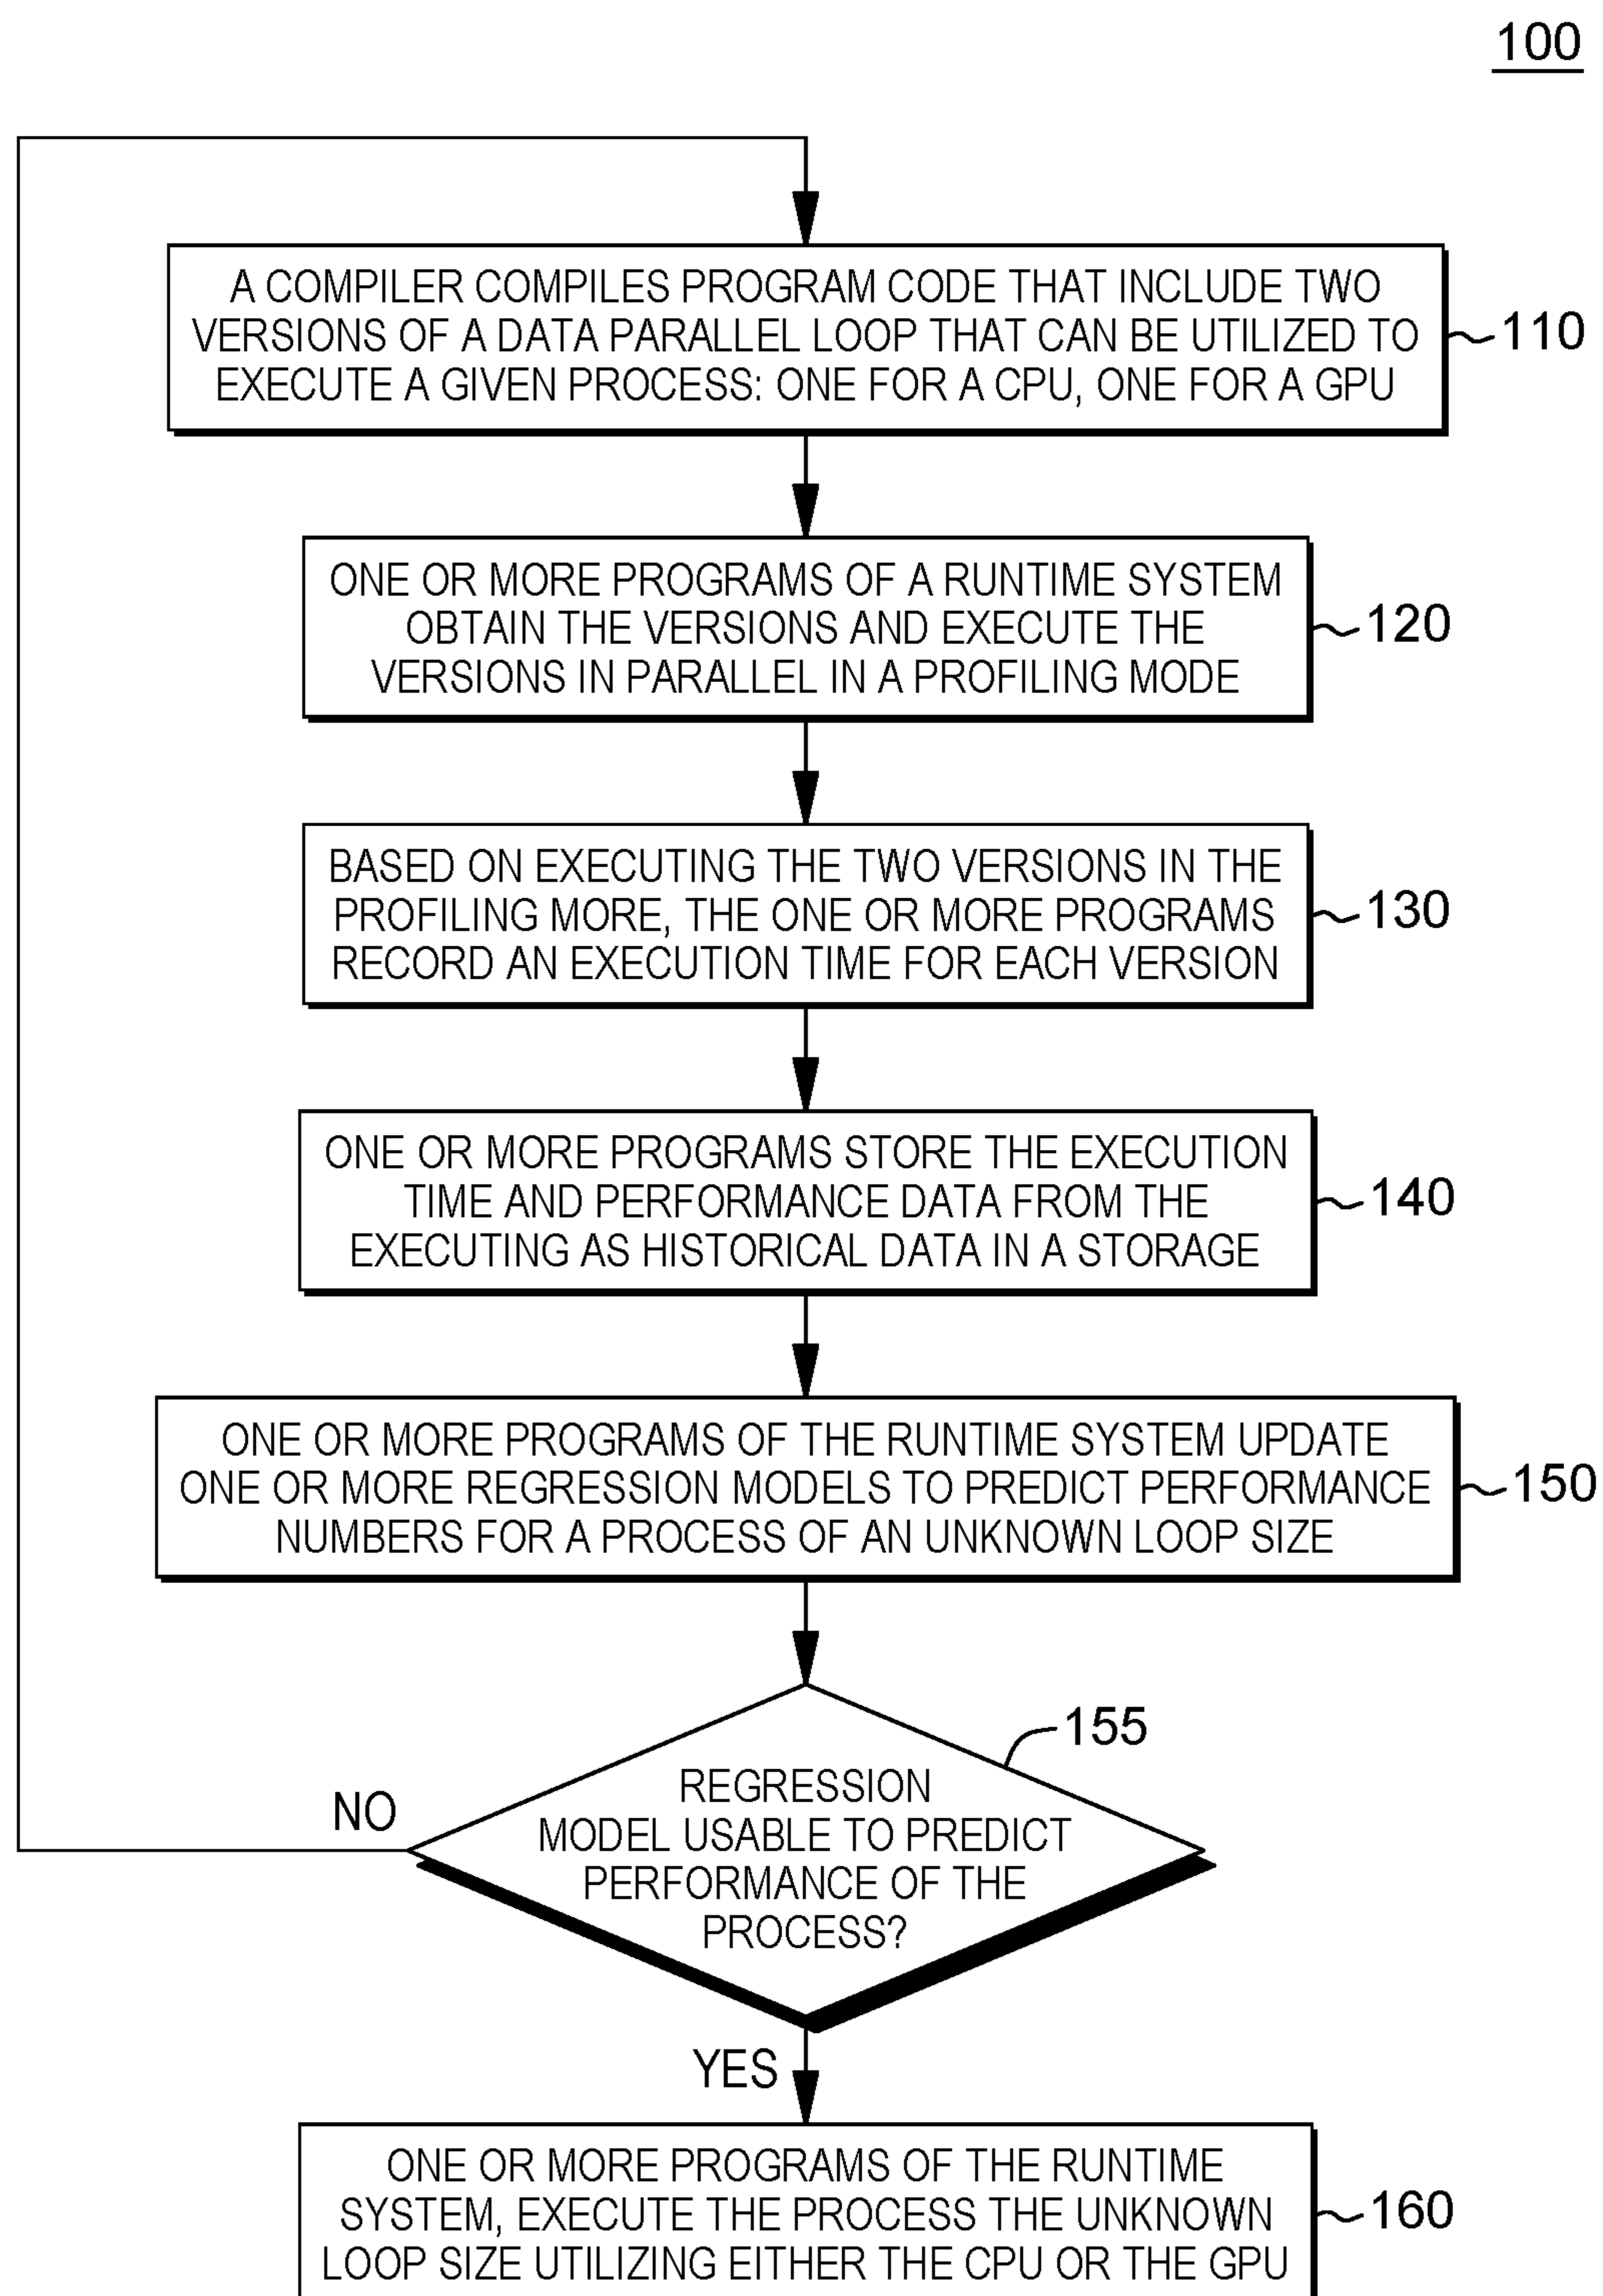 100
A COMPILER COMPILES PROGRAM CODE THAT INCLUDE TWO
VERSIONS OF A DATA PARALLEL LOOP THAT CAN BE UTILIZED TO
EXECUTE A GIVEN PROCESS: ONE FOR A CPU, ONE FOR A GPU
110
ONE OR MORE PROGRAMS OF A RUNTIME SYSTEM
OBTAIN THE VERSIONS AND EXECUTE THE
VERSIONS IN PARALLEL IN A PROFILING MODE
120
BASED ON EXECUTING THE TWO VERSIONS IN THE
PROFILING MORE, THE ONE OR MORE PROGRAMS
RECORD AN EXECUTION TIME FOR EACH VERSION
130
ONE OR MORE PROGRAMS STORE THE EXECUTION
TIME AND PERFORMANCE DATA FROM THE
EXECUTING AS HISTORICAL DATA IN A STORAGE
140
ONE OR MORE PROGRAMS OF THE RUNTIME SYSTEM UPDATE
ONE OR MORE REGRESSION MODELS TO PREDICT PERFORMANCE
NUMBERS FOR A PROCESS OF AN UNKNOWN LOOP SIZE
150
155
REGRESSION
MODEL USABLE TO PREDICT
PERFORMANCE OF THE
PROCESS?
NO
YES
ONE OR MORE PROGRAMS OF THE RUNTIME
SYSTEM, EXECUTE THE PROCESS THE UNKNOWN
LOOP SIZE UTILIZING EITHER THE CPU OR THE GPU
160